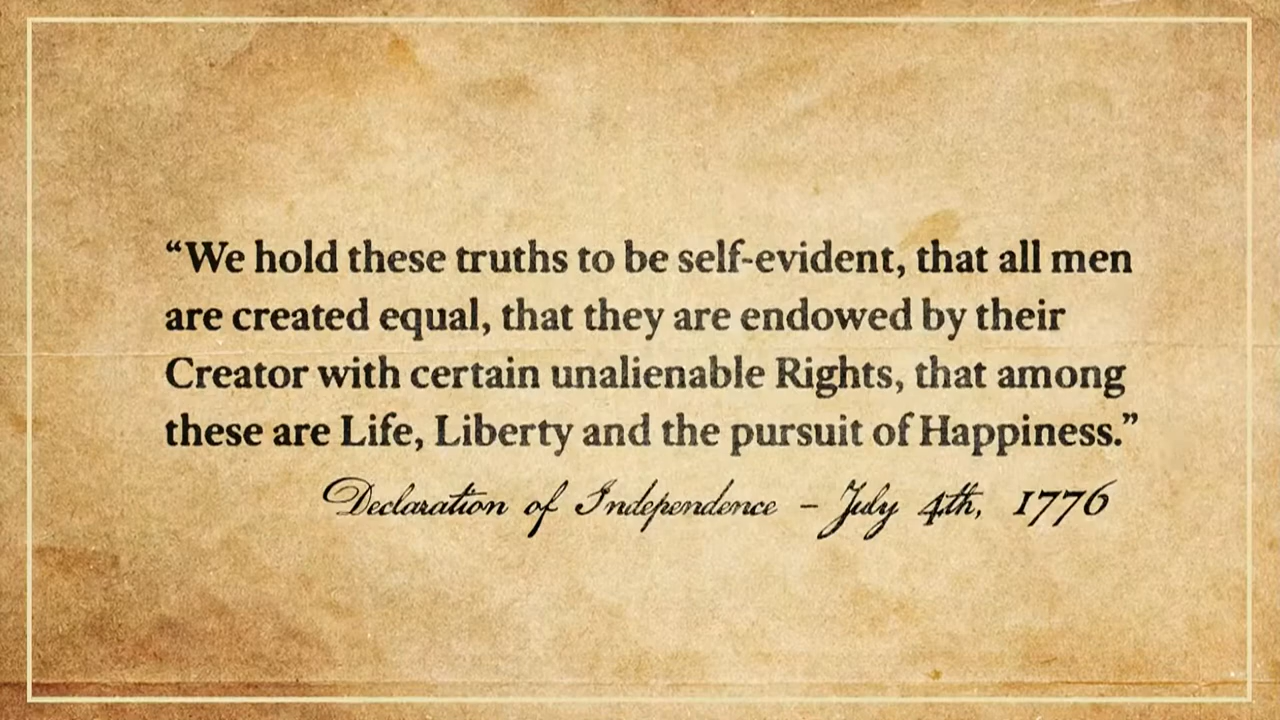 “We hold these truths to be self-evident, that all men
are created equal, that they are endowed by their
Creator with certain unalienable Rights, that among
these are Life, Liberty and the pursuit of Happiness.”
Declaration of Independence – July 4th, 1776